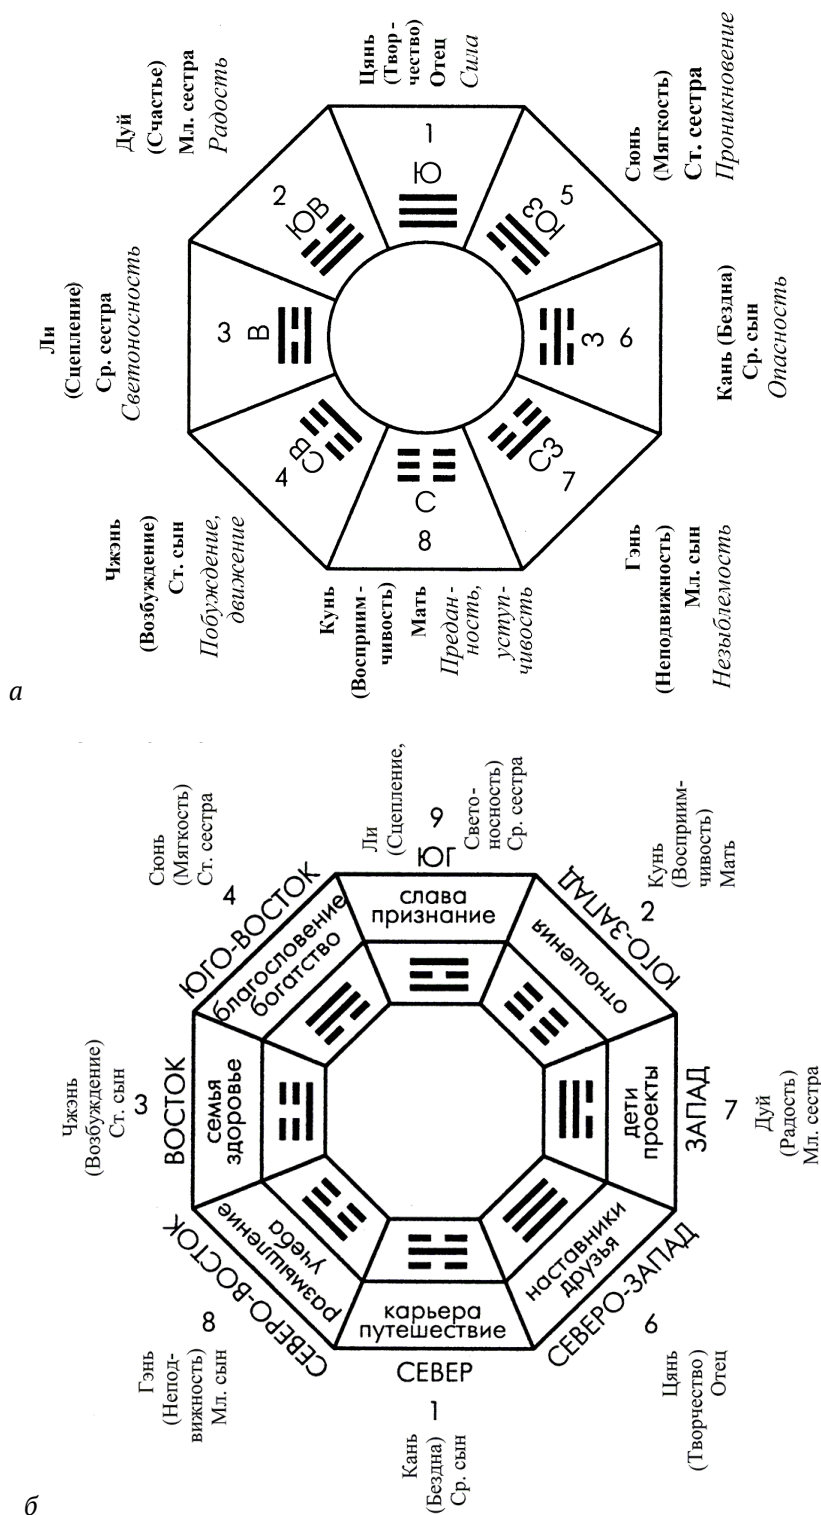 Цянь
(Твор-
чество)
Отец
Сила
1
Ю
Сюнь
(Мягкость)
Ст. сестра
Проникновение
5
ЮЗ
Кань (Бездна)
Ср. сын
Опасность
З 6
Гэнь
(Неподвижность)
Мл. сын
Незыблемость
СЗ
7
Кунь
(Восприим-
чивость)
Мать
Предан-
ность,
уступ-
чивость
С
8
Чжэнь
(Возбуждение)
Ст. сын
Побуждение,
движение
СВ
4
Ли
(Сцепление)
Ср. сестра
Светоносность
3 В
Дуй
(Счастье)
Мл. сестра
Радость
2
ЮВ
а
Ли
(Сцепление,
Свето-
носность)
Ср. сестра
9
ЮГ
слава
признание
Кунь
(Восприим-
чивость)
Мать
2
ЮГО-ЗАПАД
отношения
Дуй
(Радость)
Мл. сестра
7
ЗАПАД
дети
проекты
Цянь
(Творчество)
Отец
6
СЕВЕРО-ЗАПАД
наставники
друзья
карьера
путешествие
СЕВЕР
1
Кань
(Бездна)
Ср. сын
Гэнь
(Непод-
вижность)
Мл. сын
8
СЕВЕРО-ВОСТОК
размышление
учеба
Чжэнь
(Возбуждение)
Ст. сын
3
ВОСТОК
семья
здоровье
Сюнь
(Мягкость)
Ст. сестра
4
ЮГО-ВОСТОК
благословение
богатство
б